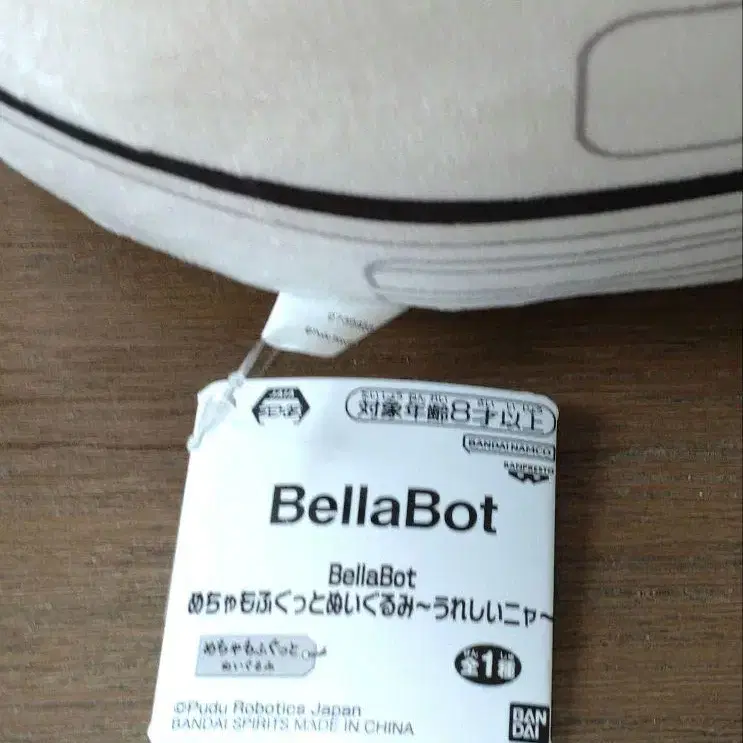 対象年齢8才以上
BANDAI NAMCO
BANPRESTO
BellaBot
BellaBot
めちゃもふぐっとぬいぐるみ～うれしいニャ～
めちゃもふぐっと
ぬいぐるみ
全1種
©Pudu Robotics Japan
BANDAI SPIRITS MADE IN CHINA
BAN
DAI